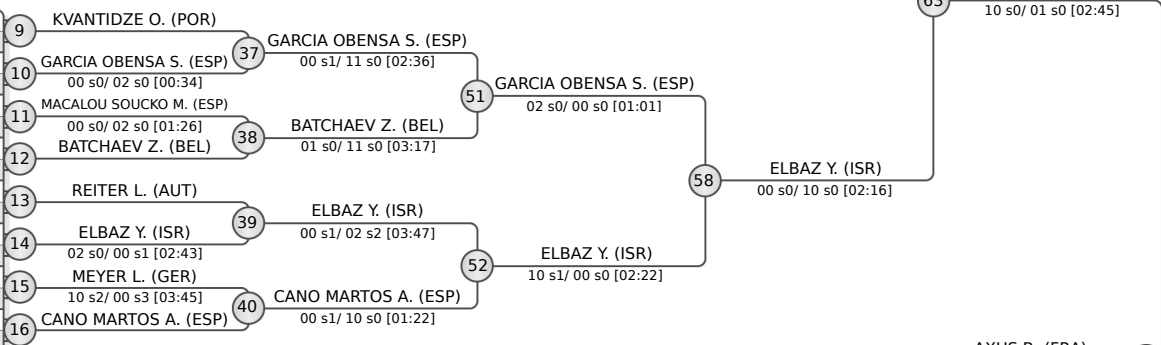 9
KVANTIDZE O. (POR)
10
GARCIA OBENSA S. (ESP)
00 s0/ 02 s0 [00:34]
11
MACALOU SOUCKO M. (ESP)
00 s0/ 02 s0 [01:26]
12
BATCHAEV Z. (BEL)
13
REITER L. (AUT)
14
ELBAZ Y. (ISR)
02 s0/ 00 s1 [02:43]
15
MEYER L. (GER)
10 s2/ 00 s3 [03:45]
16
CANO MARTOS A. (ESP)
37
GARCIA OBENSA S. (ESP)
00 s1/ 11 s0 [02:36]
38
BATCHAEV Z. (BEL)
01 s0/ 11 s0 [03:17]
39
ELBAZ Y. (ISR)
00 s1/ 02 s2 [03:47]
40
CANO MARTOS A. (ESP)
00 s1/ 10 s0 [01:22]
51
GARCIA OBENSA S. (ESP)
02 s0/ 00 s0 [01:01]
52
ELBAZ Y. (ISR)
10 s1/ 00 s0 [02:22]
58
ELBAZ Y. (ISR)
00 s0/ 10 s0 [02:16]
63
10 s0/ 01 s0 [02:45]